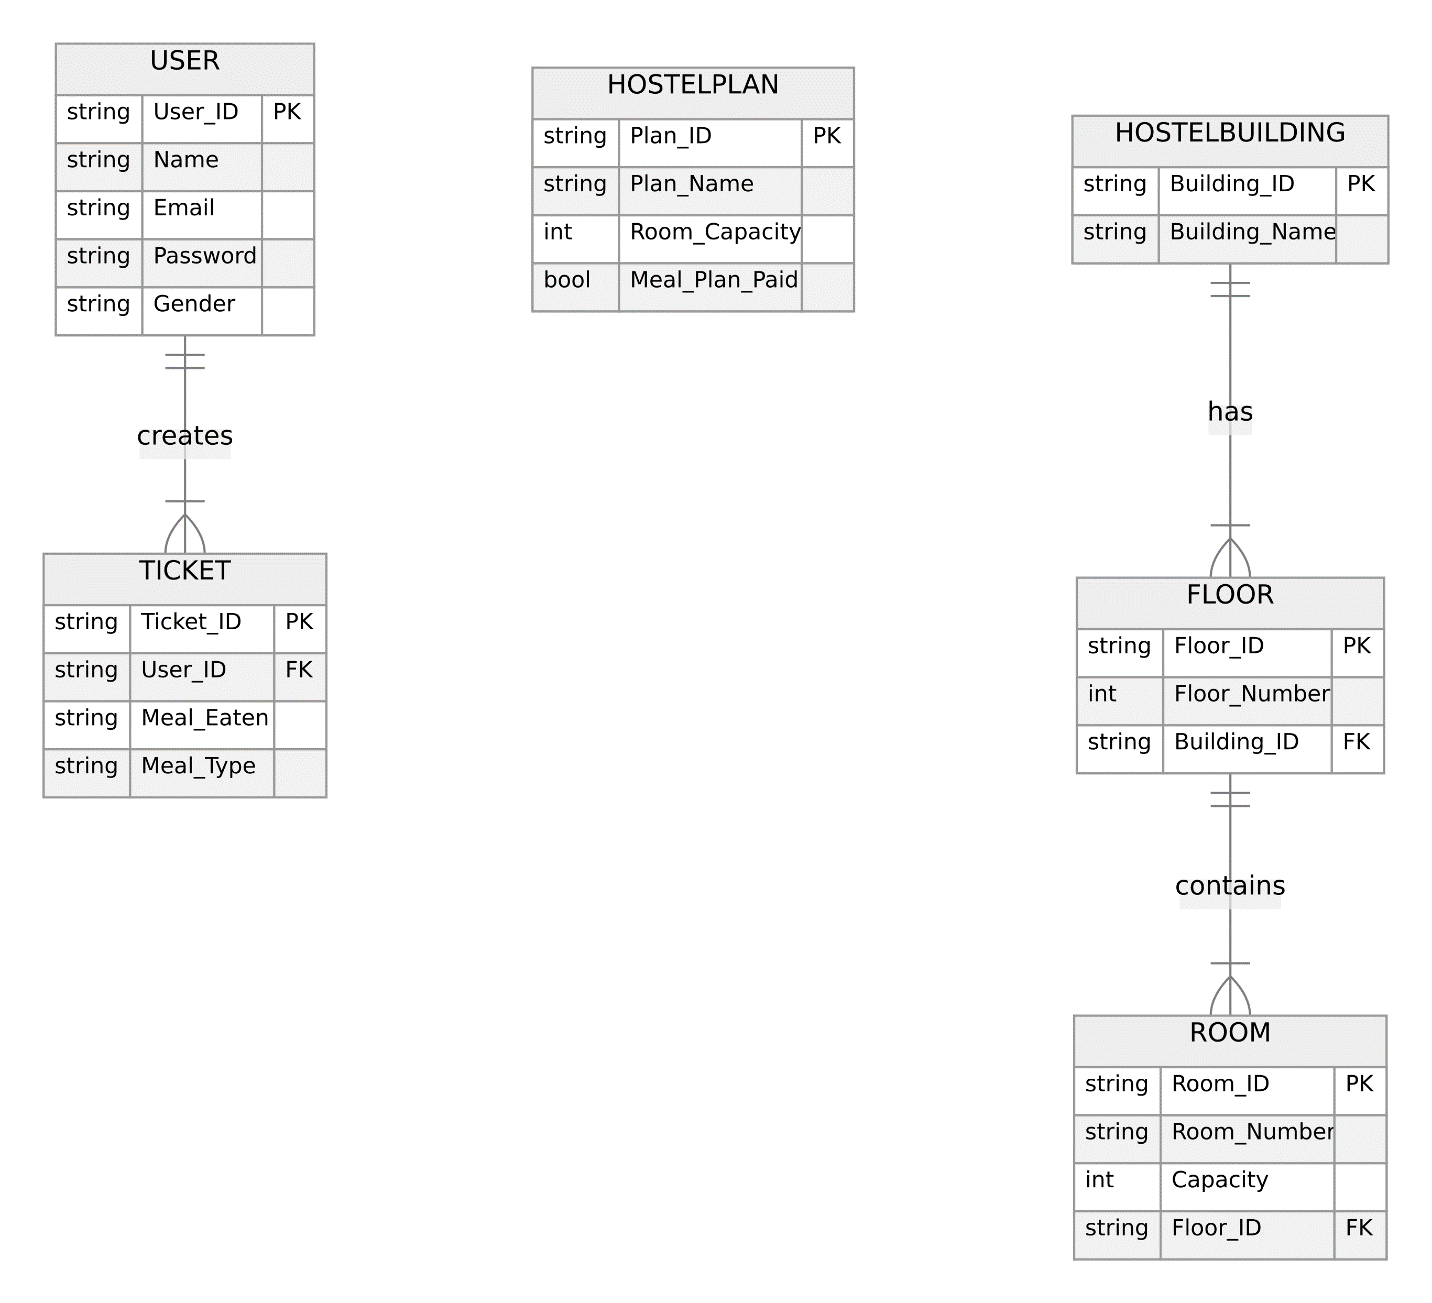 USER
string User_ID PK
string Name
string Email
string Password
string Gender
creates
TICKET
string Ticket_ID PK
string User_ID FK
string Meal_Eaten
string Meal_Type
HOSTELPLAN
string Plan_ID PK
string Plan_Name
int Room_Capacity
bool Meal_Plan_Paid
HOSTELBUILDING
string Building_ID PK
string Building_Name
has
FLOOR
string Floor_ID PK
int Floor_Number
string Building_ID FK
contains
ROOM
string Room_ID PK
string Room_Number
int Capacity
string Floor_ID FK